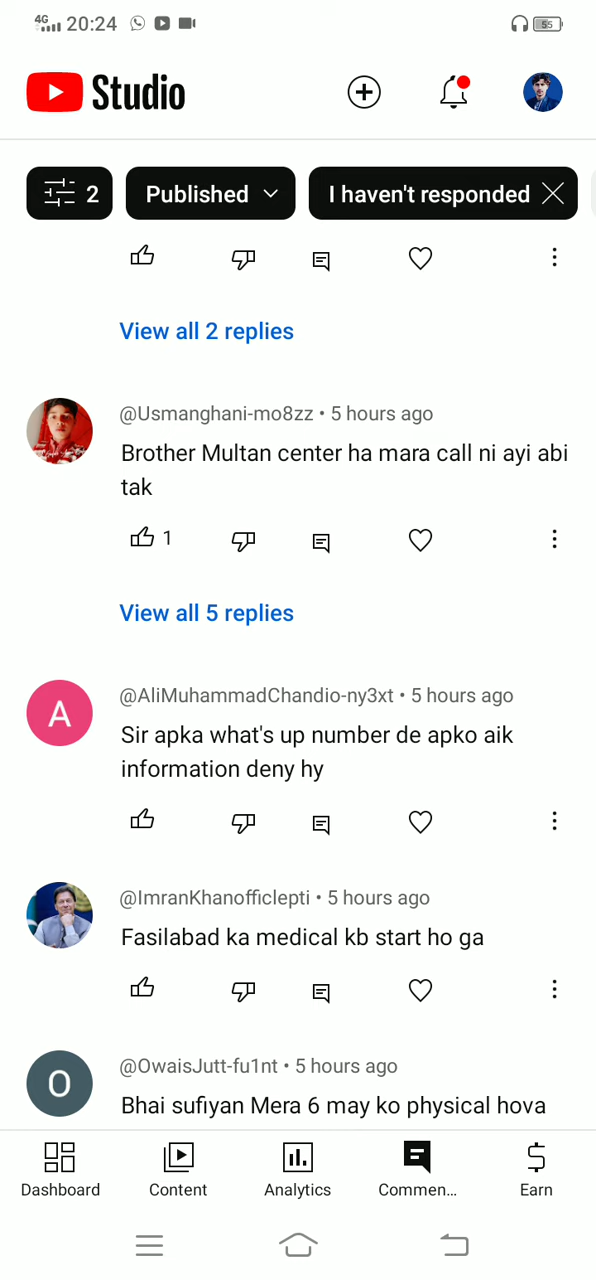 4G 20:24 55
Studio
2 Published I haven't responded
View all 2 replies
@Usmanghani-mo8zz • 5 hours ago
Brother Multan center ha mara call ni ayi abi
tak
1
View all 5 replies
A
@AliMuhammadChandio-ny3xt • 5 hours ago
Sir apka what's up number de apko aik
information deny hy
@ImranKhanofficlepti • 5 hours ago
Fasilabad ka medical kb start ho ga
O
@OwaisJutt-fu1nt • 5 hours ago
Bhai sufiyan Mera 6 may ko physical hova
Dashboard Content Analytics Commen... Earn